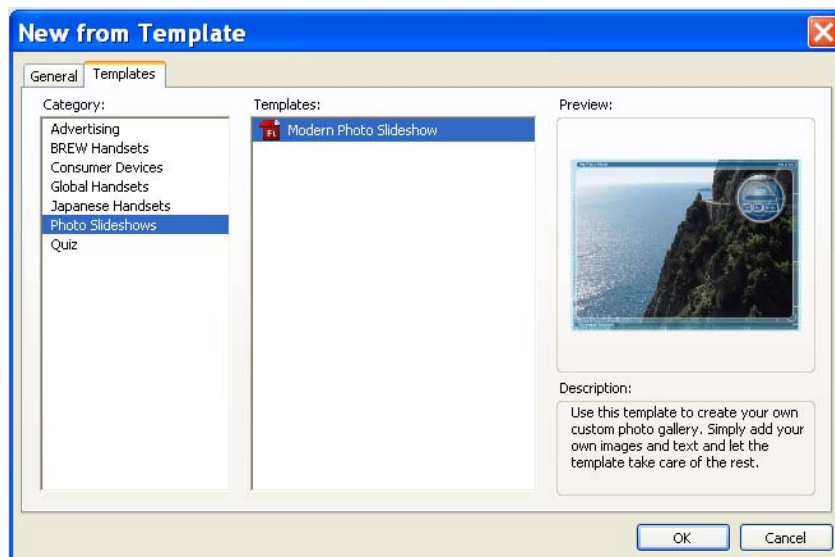 New from Template
General
Templates
Category:
Advertising
BREW Handsets
Consumer Devices
Global Handsets
Japanese Handsets
Photo Slideshows
Quiz
Templates:
Modern Photo Slideshow
Preview:
Description:
Use this template to create your own
custom photo gallery. Simply add your
own images and text and let the
template take care of the rest.
OK
Cancel